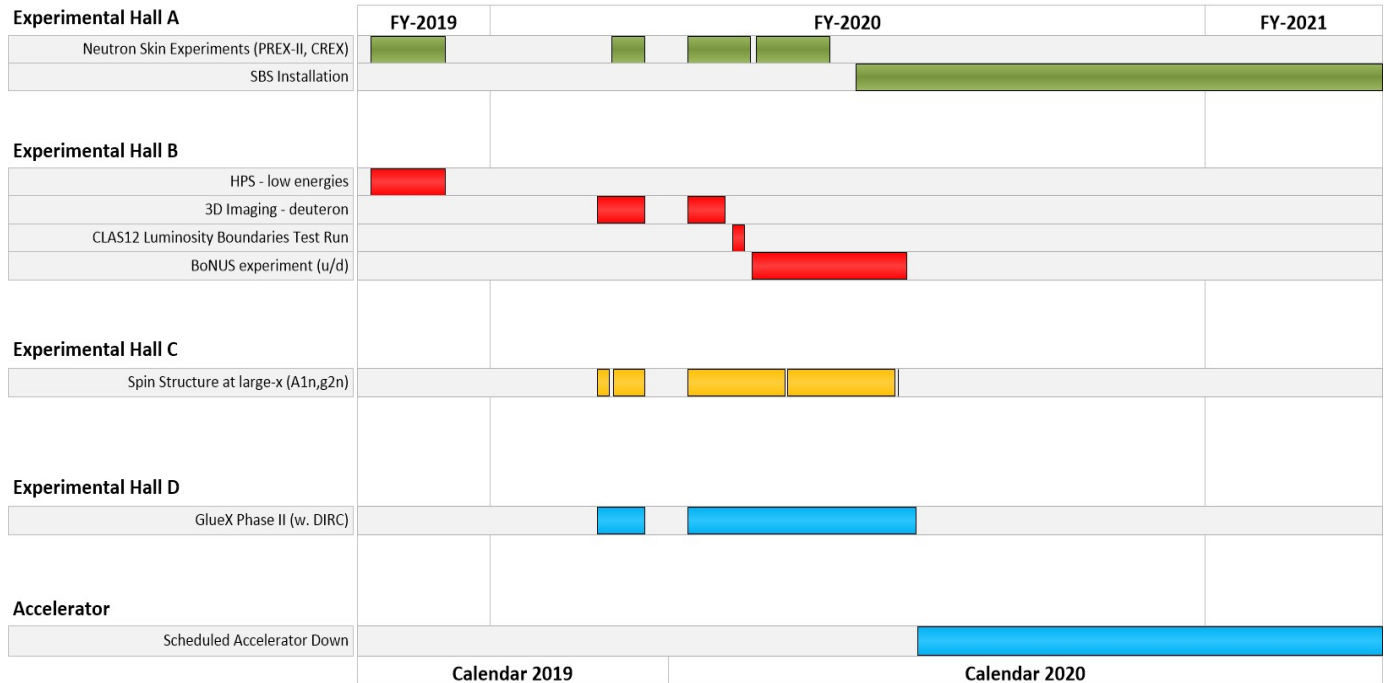 Experimental Hall A
FY-2019 FY-2020 FY-2021
Neutron Skin Experiments (PREX-II, CREX)
SBS Installation
Experimental Hall B
HPS - low energies
3D Imaging - deuteron
CLAS12 Luminosity Boundaries Test Run
BoNUS experiment (u/d)
Experimental Hall C
Spin Structure at large-x (A1n,g2n)
Experimental Hall D
GlueX Phase II (w. DIRC)
Accelerator
Scheduled Accelerator Down
Calendar 2019 Calendar 2020